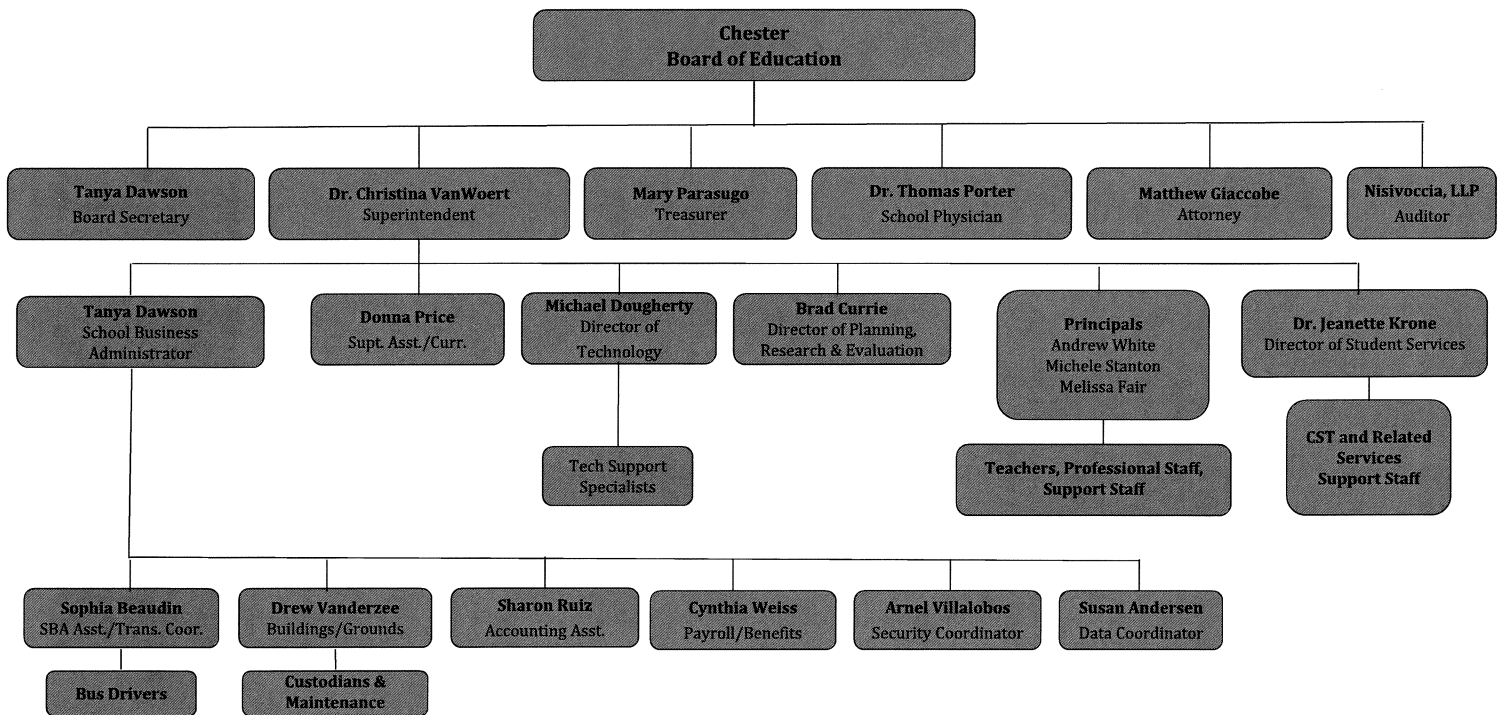 Chester
Board of Education
Tanya Dawson
Board Secretary
Dr. Christina VanWoert
Superintendent
Mary Parasugo
Treasurer
Dr. Thomas Porter
School Physician
Matthew Giaccobe
Attorney
Nisivoccia, LLP
Auditor
Tanya Dawson
School Business
Administrator
Donna Price
Supt. Asst./Curr.
Michael Dougherty
Director of
Technology
Brad Currie
Director of Planning,
Research & Evaluation
Principals
Andrew White
Michele Stanton
Melissa Fair
Dr. Jeanette Krone
Director of Student Services
Tech Support
Specialists
Teachers, Professional Staff,
Support Staff
CST and Related
Services
Support Staff
Sophia Beaudin
SBA Asst./Trans. Coor.
Drew Vanderzee
Buildings/Grounds
Sharon Ruiz
Accounting Asst.
Cynthia Weiss
Payroll/Benefits
Arnel Villalobos
Security Coordinator
Susan Andersen
Data Coordinator
Bus Drivers
Custodians &
Maintenance